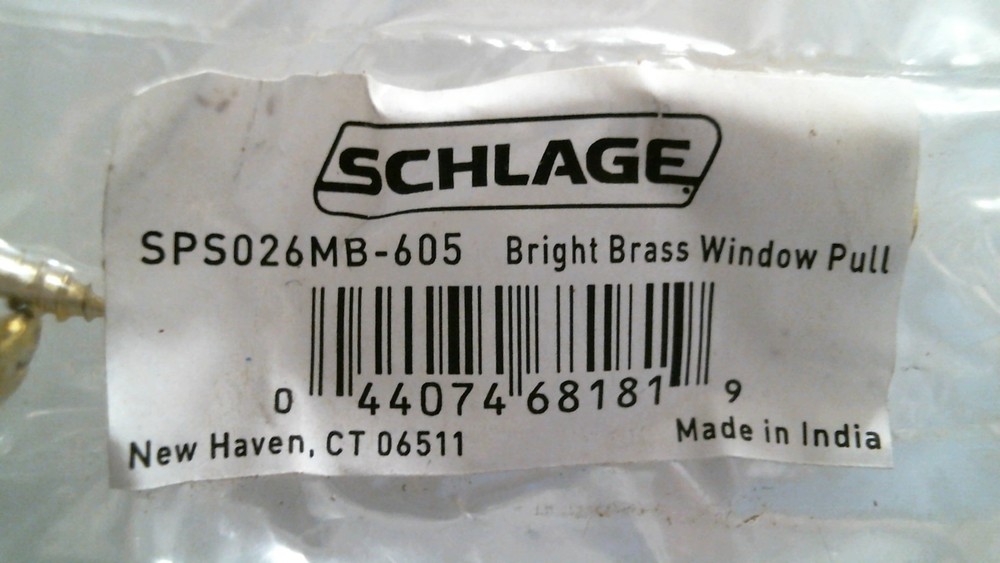 SCHLAGE
SPS026MB-605 Bright Brass Window Pull
0 44074 68181 9
New Haven, CT 06511 Made in India